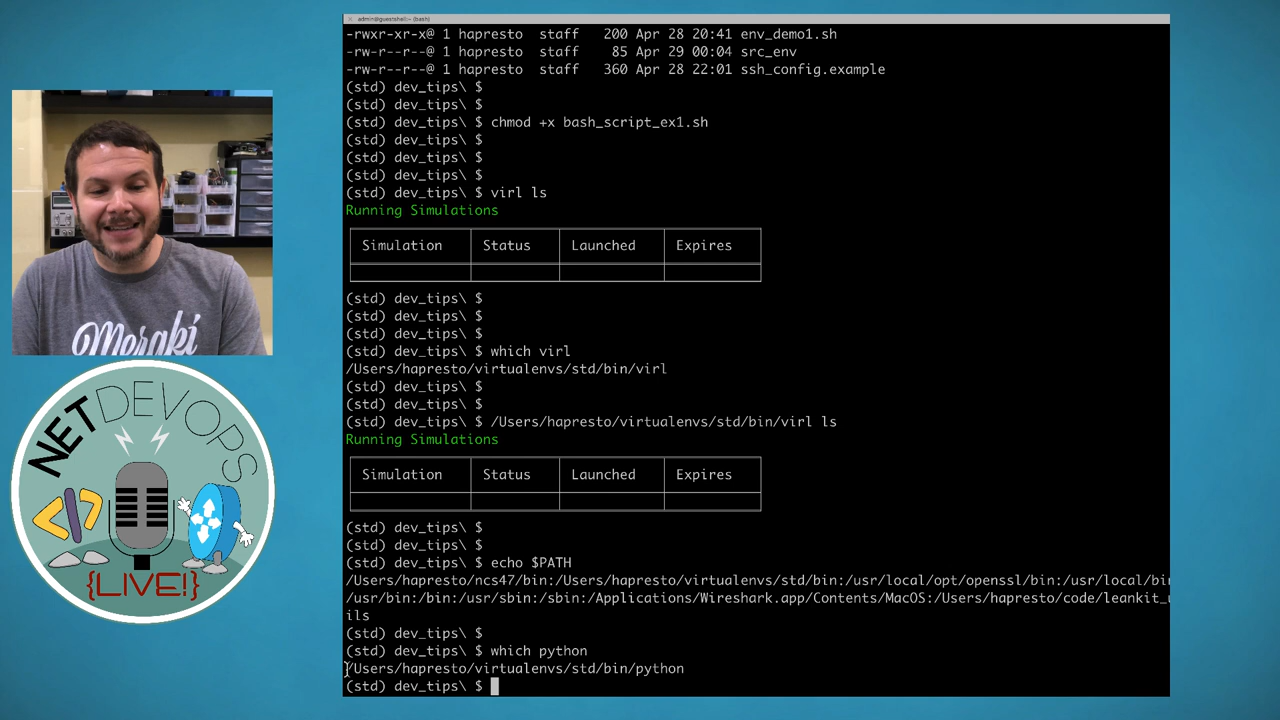 admin@guestshell:~ (bash)
-rwxr-xr-x@ 1 hapresto  staff   200 Apr 28 20:41 env_demo1.sh
-rw-r--r--@ 1 hapresto  staff    85 Apr 29 00:04 src_env
-rw-r--r--@ 1 hapresto  staff   360 Apr 28 22:01 ssh_config.example
(std) dev_tips\ $
(std) dev_tips\ $
(std) dev_tips\ $ chmod +x bash_script_ex1.sh
(std) dev_tips\ $
(std) dev_tips\ $
(std) dev_tips\ $
(std) dev_tips\ $ virl ls
Running Simulations
Simulation Status Launched Expires
(std) dev_tips\ $
(std) dev_tips\ $
(std) dev_tips\ $
(std) dev_tips\ $ which virl
/Users/hapresto/virtualenvs/std/bin/virl
(std) dev_tips\ $
(std) dev_tips\ $
(std) dev_tips\ $ /Users/hapresto/virtualenvs/std/bin/virl ls
Running Simulations
Simulation Status Launched Expires
(std) dev_tips\ $
(std) dev_tips\ $
(std) dev_tips\ $ echo $PATH
/Users/hapresto/ncs47/bin:/Users/hapresto/virtualenvs/std/bin:/usr/local/opt/openssl/bin:/usr/local/bin
/usr/bin:/bin:/usr/sbin:/sbin:/Applications/Wireshark.app/Contents/MacOS:/Users/hapresto/code/leankit_u
ils
(std) dev_tips\ $
(std) dev_tips\ $ which python
/Users/hapresto/virtualenvs/std/bin/python
(std) dev_tips\ $
Meraki
NETDEVOPS
</>
{LIVE!}